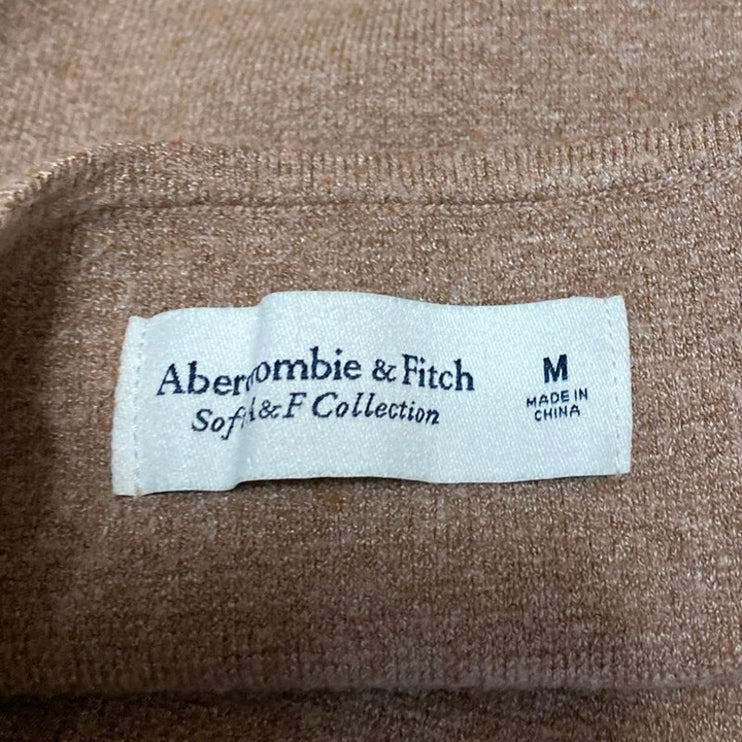 Abercrombie & Fitch
Soft A&F Collection
M
MADE IN
CHINA